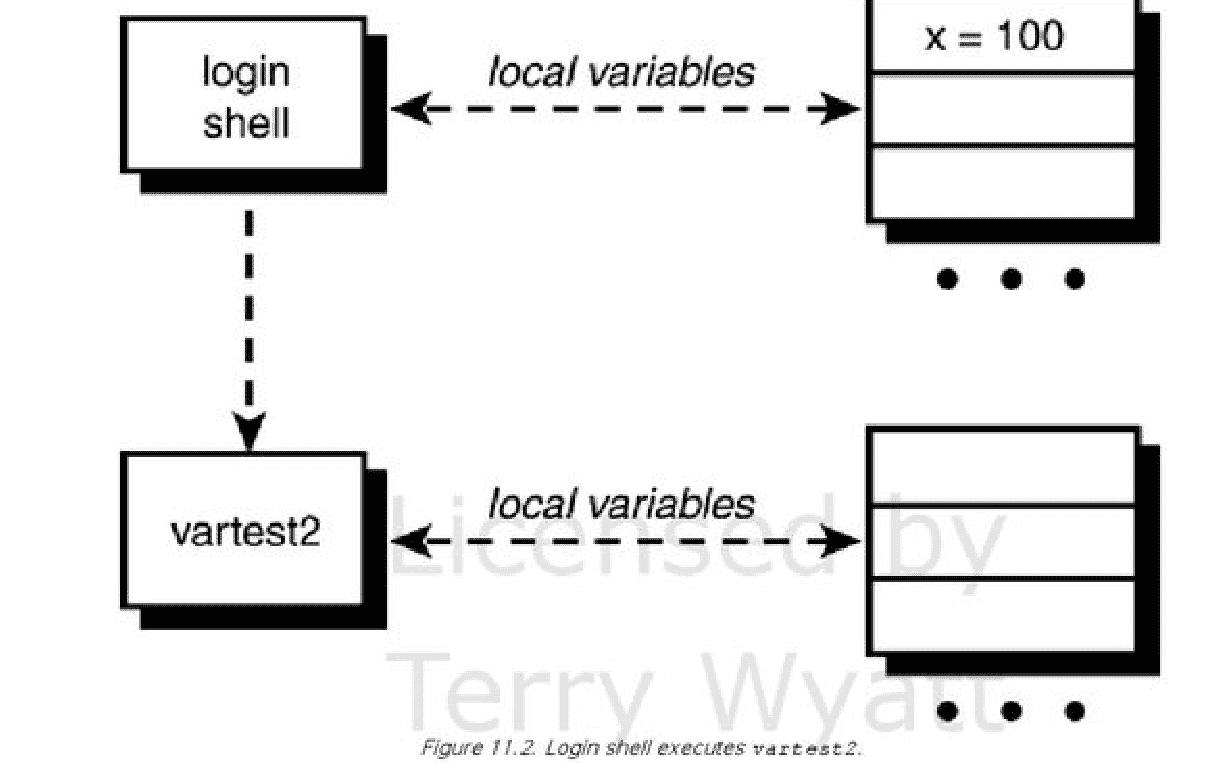 login
shell
local variables
x = 100
vartest2
local variables
Licensed by
Terry Wyatt
Figure 11.2. Login shell executes vartest2.